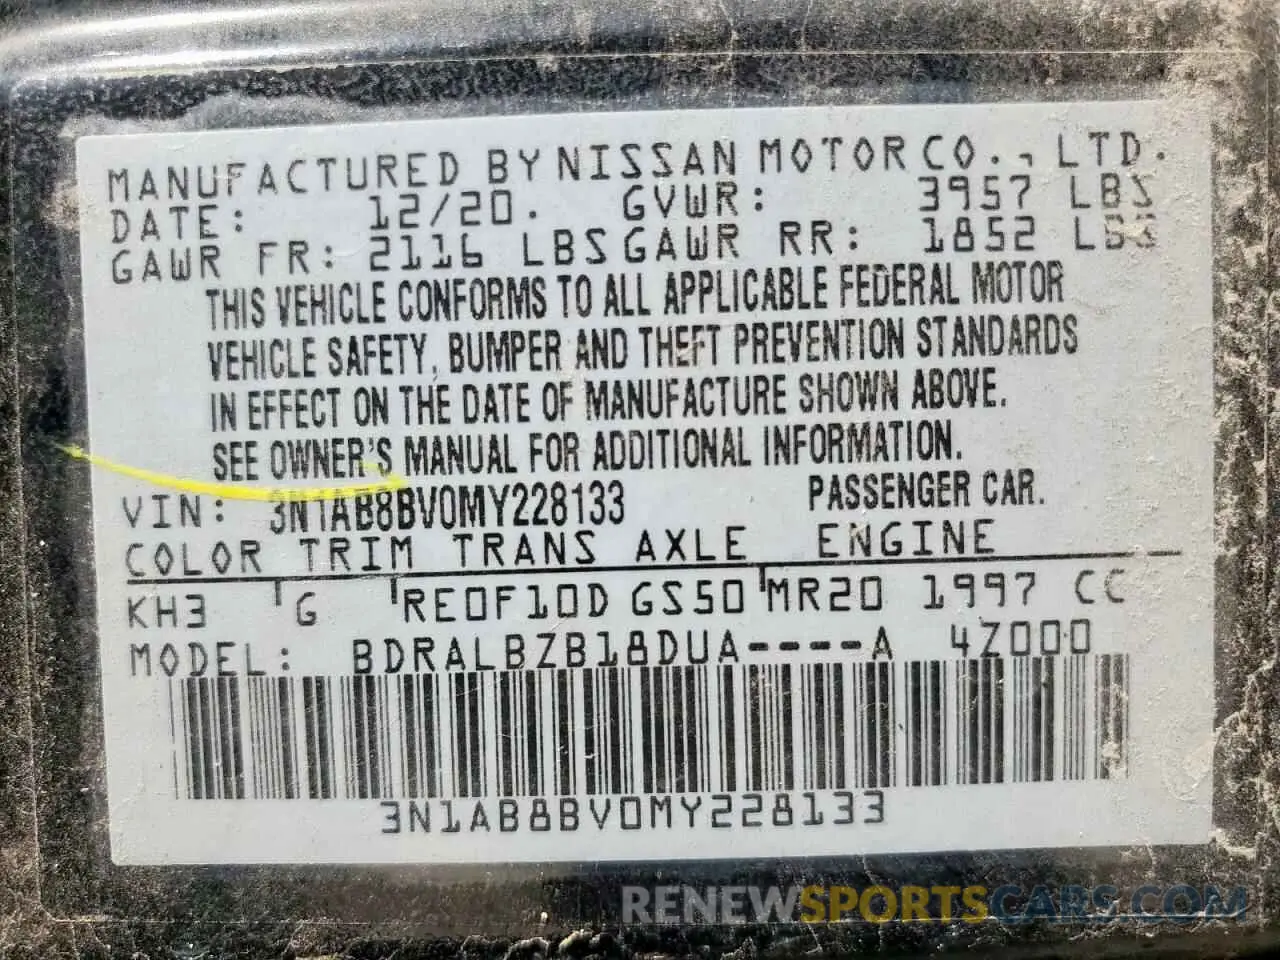 MANUFACTURED BY NISSAN MOTOR CO., LTD.
DATE: 12/20. GVWR: 3957 LBS
GAWR FR: 2116 LBS GAWR RR: 1852 LBS
THIS VEHICLE CONFORMS TO ALL APPLICABLE FEDERAL MOTOR
VEHICLE SAFETY, BUMPER AND THEFT PREVENTION STANDARDS
IN EFFECT ON THE DATE OF MANUFACTURE SHOWN ABOVE.
SEE OWNER'S MANUAL FOR ADDITIONAL INFORMATION.
VIN: 3N1AB8BV0MY228133 PASSENGER CAR.
COLOR TRIM TRANS AXLE ENGINE
KH3 G RE0F10D GS50 MR20 1997 CC
MODEL: BDRALBZB18DUA----A 4Z000
3N1AB8BV0MY228133
RENEWSPORTSCARS.COM